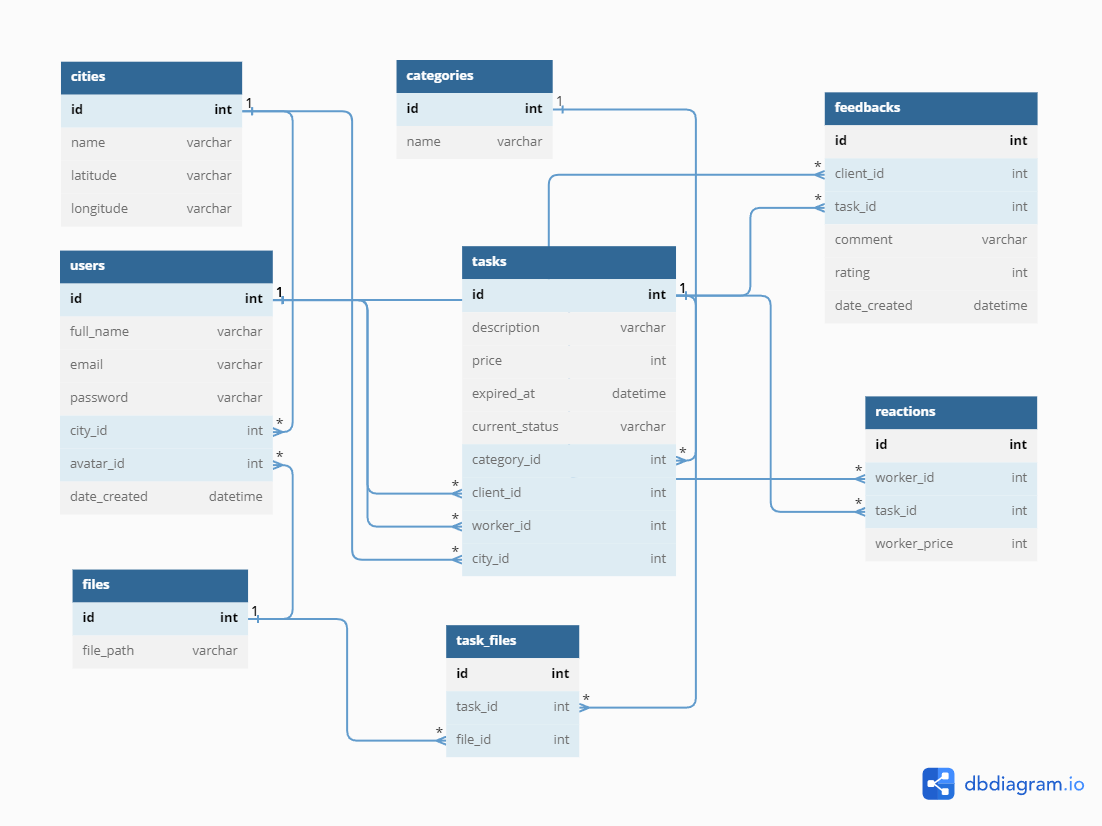 cities
id int
name varchar
latitude varchar
longitude varchar
1
categories
id int
name varchar
1
feedbacks
id int
* client_id int
* task_id int
comment varchar
rating int
date_created datetime
users
id int
full_name varchar
email varchar
password varchar
city_id int
avatar_id int
date_created datetime
1
*
*
tasks
id int
description varchar
price int
expired_at datetime
current_status varchar
category_id int
* client_id int
* worker_id int
* city_id int
1
*
reactions
id int
* worker_id int
* task_id int
worker_price int
files
id int
file_path varchar
1
task_files
id int
task_id int
* file_id int
*
dbdiagram.io